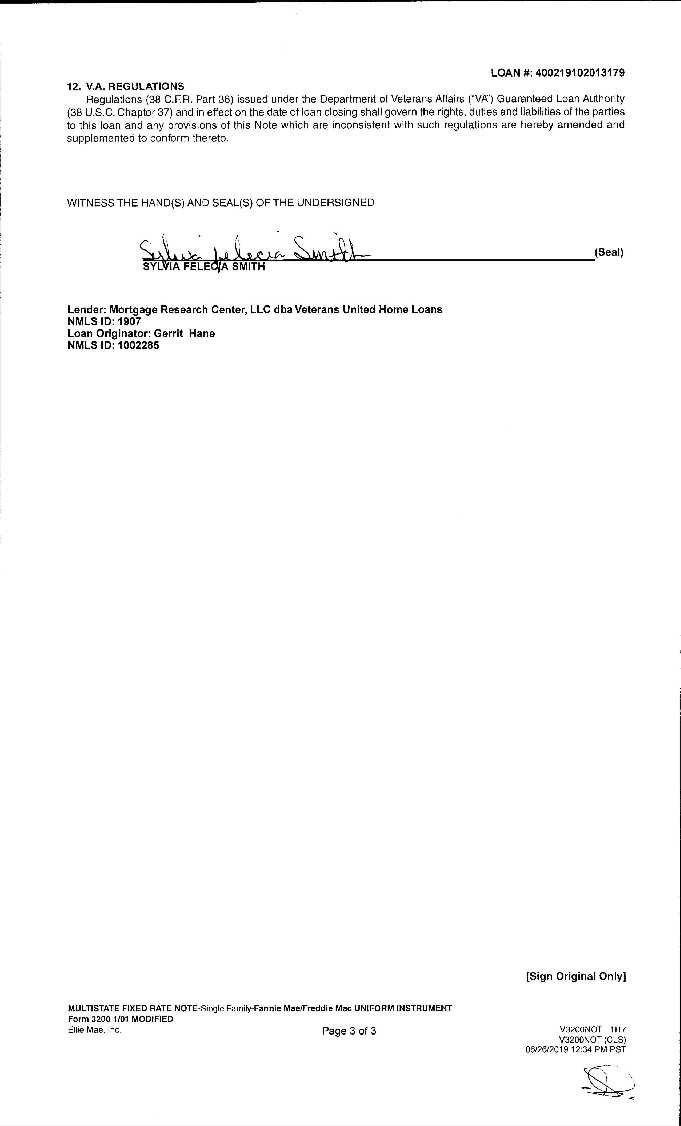 LOAN #: 400219102013179
12. V.A. REGULATIONS
Regulations (38 C.F.R. Part 36) issued under the Department of Veterans Affairs ("VA") Guaranteed Loan Authority
(38 U.S.C. Chapter 37) and in effect on the date of loan closing shall govern the rights, duties and liabilities of the parties
to this loan and any provisions of this Note which are inconsistent with such regulations are hereby amended and
supplemented to conform thereto.
WITNESS THE HAND(S) AND SEAL(S) OF THE UNDERSIGNED
Sylvia Felecia Smith
(Seal)
SYLVIA FELECIA SMITH
Lender: Mortgage Research Center, LLC dba Veterans United Home Loans
NMLS ID: 1907
Loan Originator: Gerrit Hane
NMLS ID: 1002285
[Sign Original Only]
MULTISTATE FIXED RATE NOTE-Single Family-Fannie Mae/Freddie Mac UNIFORM INSTRUMENT
Form 3200 1/01 MODIFIED
Ellie Mae, Inc.
Page 3 of 3
V3200NOT 1117
V3200NOT (CLS)
06/26/2019 12:34 PM PST